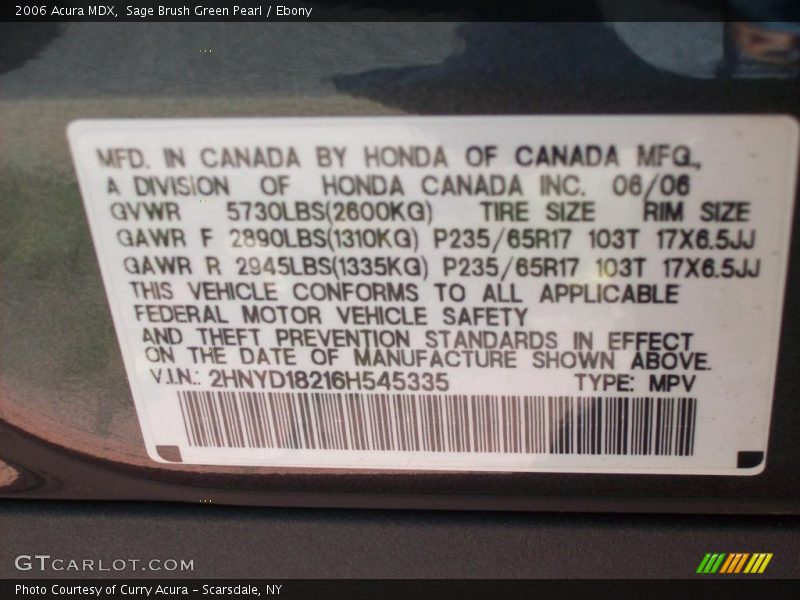 2006 Acura MDX,  Sage Brush Green Pearl / Ebony
MFD. IN CANADA BY HONDA OF CANADA MFG.,
A DIVISION OF HONDA CANADA INC. 06/06
GVWR 5730LBS(2600KG) TIRE SIZE RIM SIZE
GAWR F 2890LBS(1310KG) P235/65R17 103T 17X6.5JJ
GAWR R 2945LBS(1335KG) P235/65R17 103T 17X6.5JJ
THIS VEHICLE CONFORMS TO ALL APPLICABLE
FEDERAL MOTOR VEHICLE SAFETY
AND THEFT PREVENTION STANDARDS IN EFFECT
ON THE DATE OF MANUFACTURE SHOWN ABOVE.
V.I.N.: 2HNYD18216H545335 TYPE: MPV
GTCARLOT.COM
Photo Courtesy of Curry Acura - Scarsdale, NY